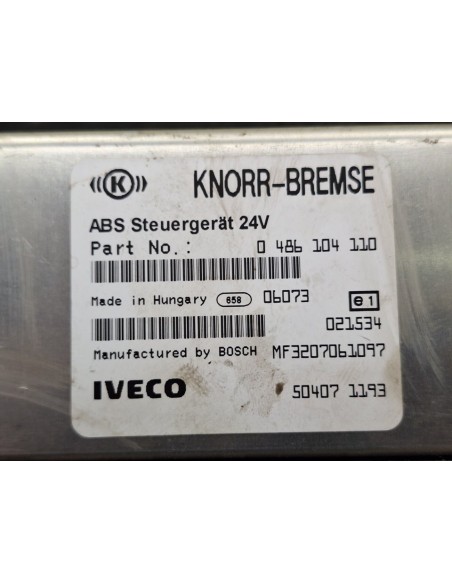 ((K)) KNORR-BREMSE
ABS Steuergerät 24V
Part No.: 0 486 104 110
Made in Hungary 658 06073 e1
021534
Manufactured by BOSCH MF3207061097
IVECO 50407 1193